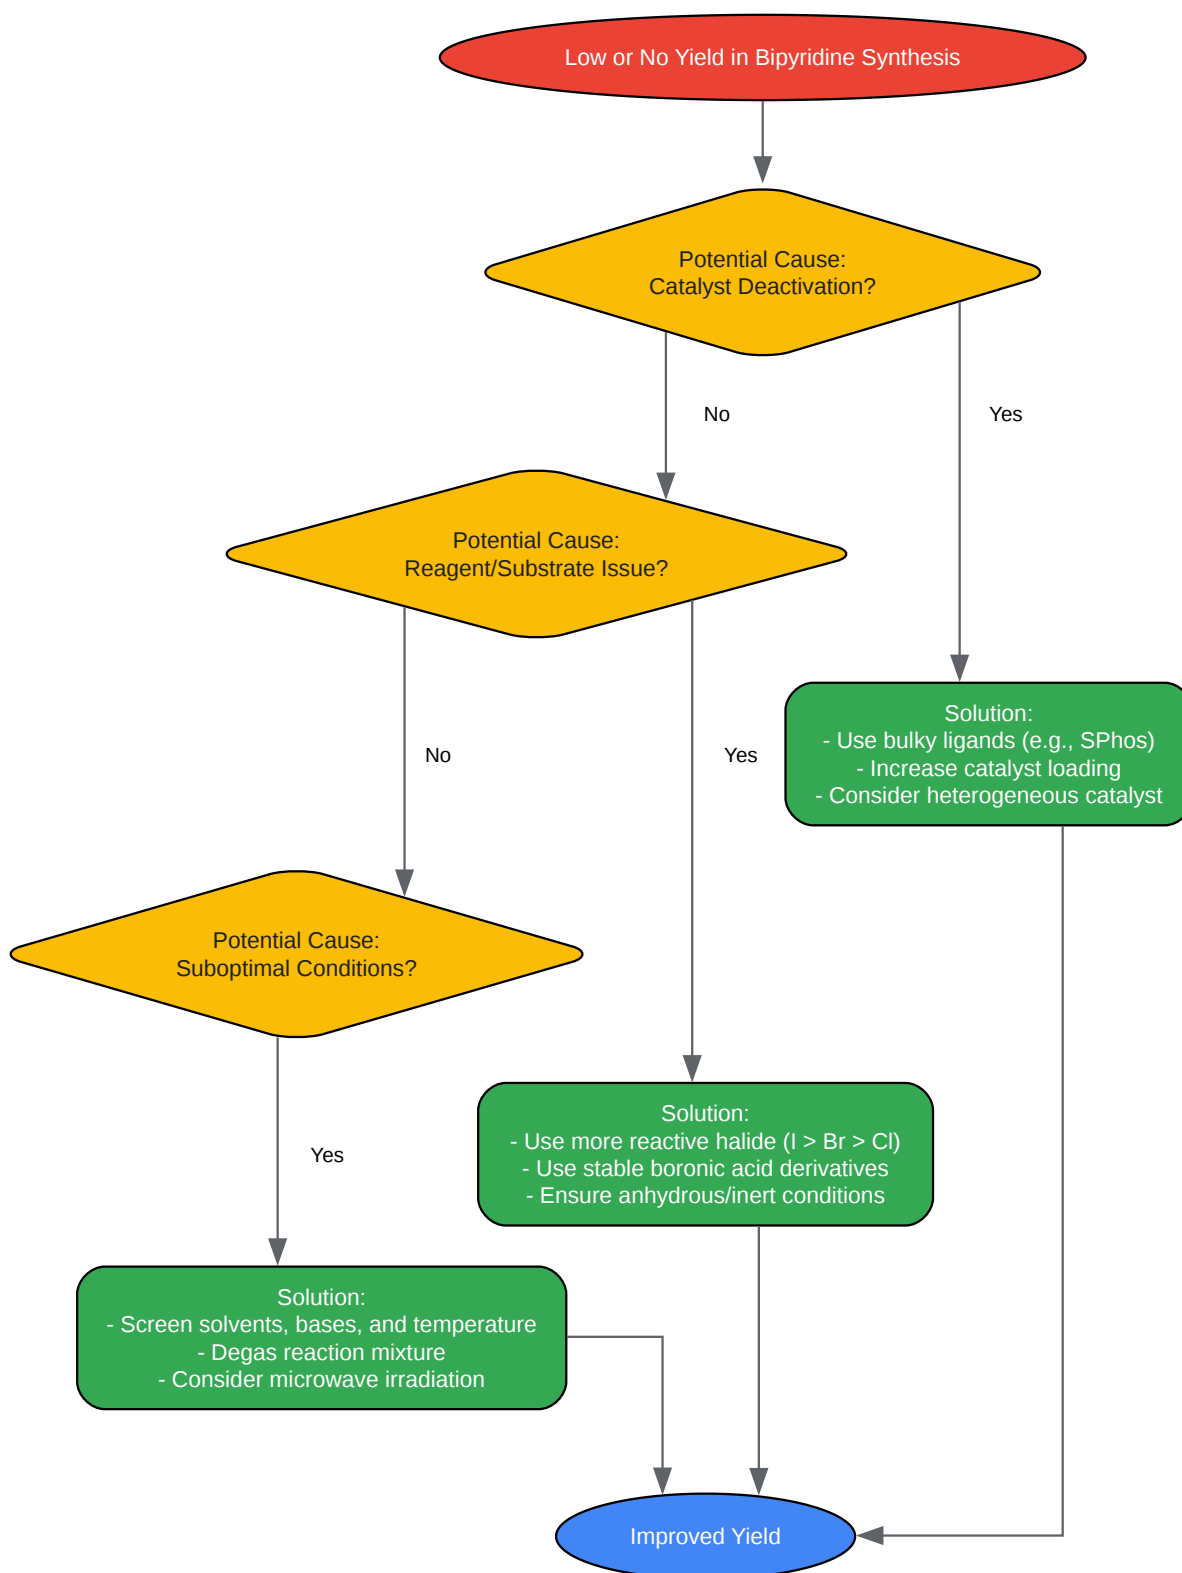 Low or No Yield in Bipyridine Synthesis
Potential Cause:
Catalyst Deactivation?
No
Yes
Potential Cause:
Reagent/Substrate Issue?
Solution:
- Use bulky ligands (e.g., SPhos)
- Increase catalyst loading
- Consider heterogeneous catalyst
No
Yes
Potential Cause:
Suboptimal Conditions?
Solution:
- Use more reactive halide (I > Br > Cl)
- Use stable boronic acid derivatives
- Ensure anhydrous/inert conditions
Yes
Solution:
- Screen solvents, bases, and temperature
- Degas reaction mixture
- Consider microwave irradiation
Improved Yield